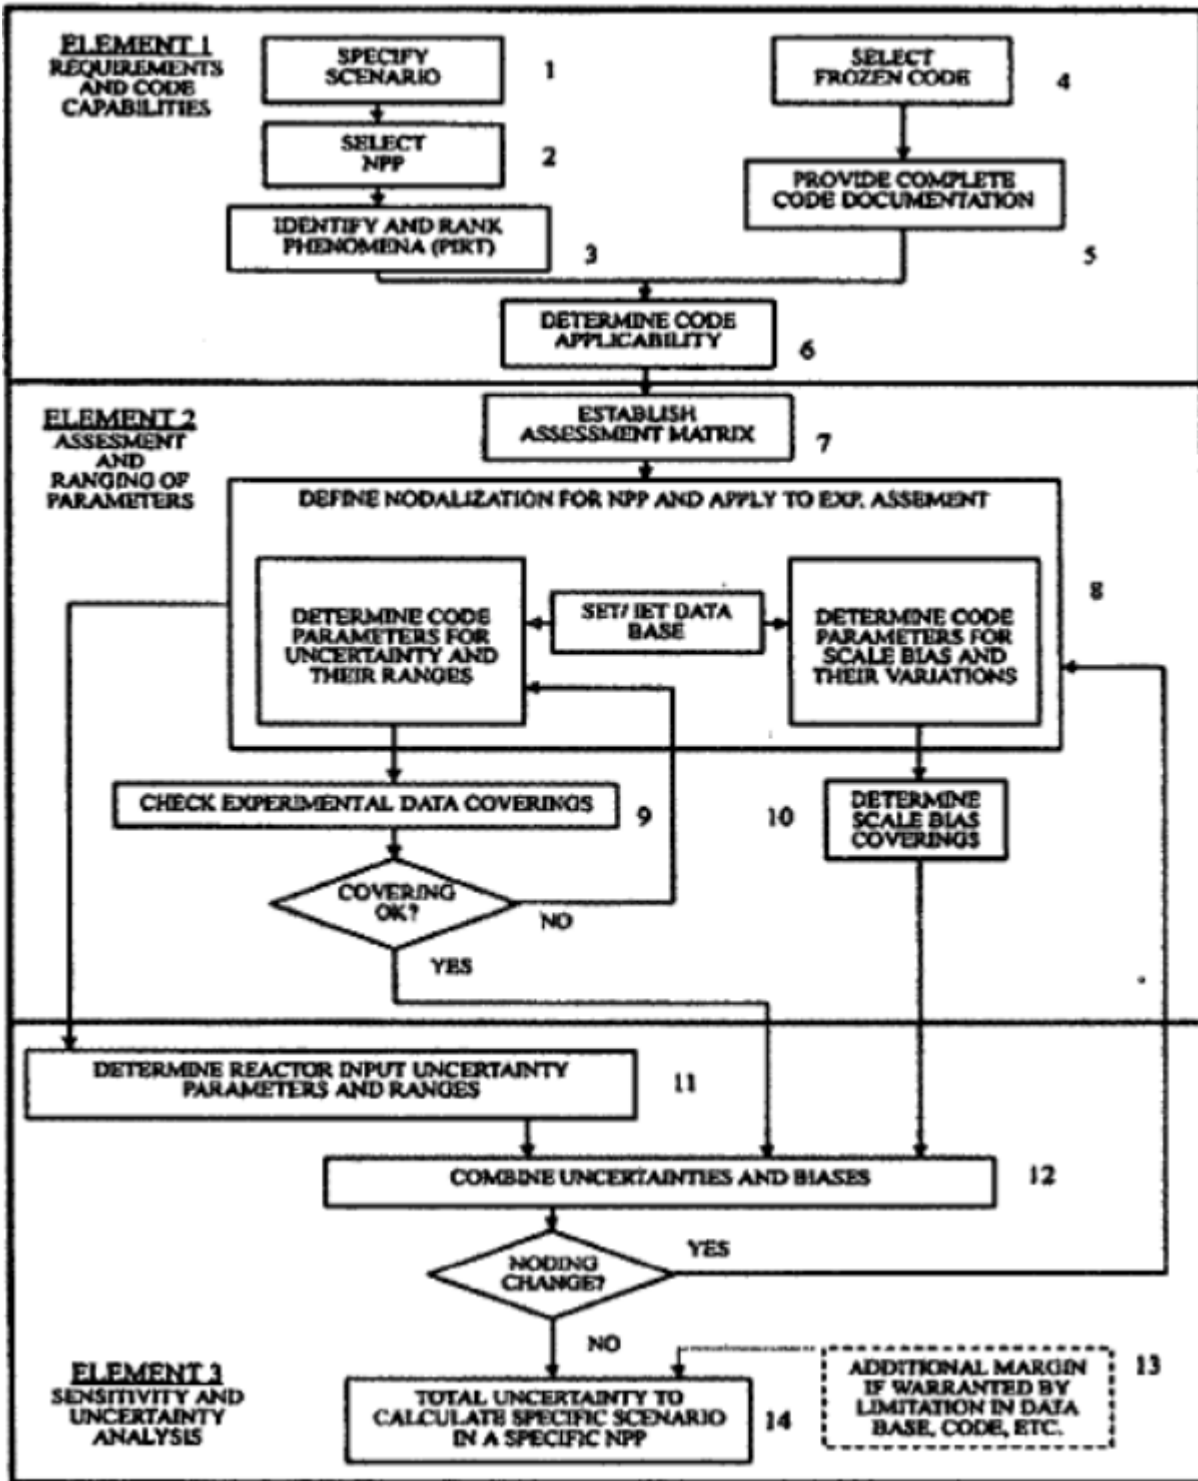 ELEMENT 1
REQUIREMENTS
AND CODE
CAPABILITIES
SPECIFY
SCENARIO
1
SELECT
NPP
2
IDENTIFY AND RANK
PHENOMENA (PIRT)
3
SELECT
FROZEN CODE
4
PROVIDE COMPLETE
CODE DOCUMENTATION
5
DETERMINE CODE
APPLICABILITY
6
ELEMENT 2
ASSESMENT
AND
RANGING OF
PARAMETERS
ESTABLISH
ASSESSMENT MATRIX
7
DEFINE NODALIZATION FOR NPP AND APPLY TO EXP. ASSEMENT
8
DETERMINE CODE
PARAMETERS FOR
UNCERTAINTY AND
THEIR RANGES
SET/ IET DATA
BASE
DETERMINE CODE
PARAMETERS FOR
SCALE BIAS AND
THEIR VARIATIONS
CHECK EXPERIMENTAL DATA COVERINGS
9
10
DETERMINE
SCALE BIAS
COVERINGS
COVERING
OK?
NO
YES
DETERMINE REACTOR INPUT UNCERTAINTY
PARAMETERS AND RANGES
11
COMBINE UNCERTAINTIES AND BIASES
12
NODING
CHANGE?
YES
NO
ELEMENT 3
SENSITIVITY AND
UNCERTAINTY
ANALYSIS
TOTAL UNCERTAINTY TO
CALCULATE SPECIFIC SCENARIO
IN A SPECIFIC NPP
14
ADDITIONAL MARGIN
IF WARRANTED BY
LIMITATION IN DATA
BASE, CODE, ETC.
13